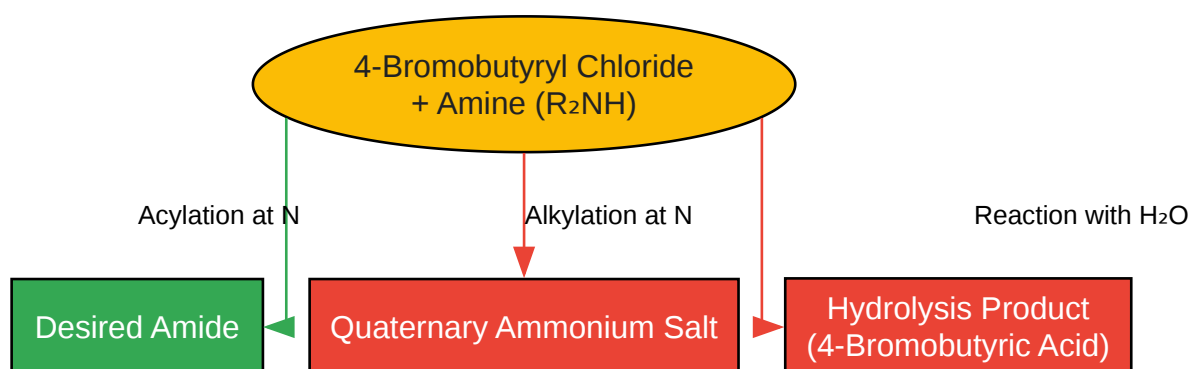 4-Bromobutyryl Chloride
+ Amine (R₂NH)
Acylation at N
Alkylation at N
Reaction with H₂O
Desired Amide
Quaternary Ammonium Salt
Hydrolysis Product
(4-Bromobutyric Acid)